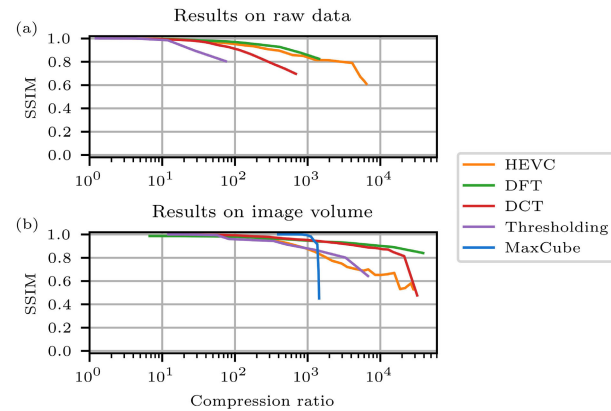 Results on raw data
(a)
SSIM
1.0
0.8
0.6
0.4
0.2
0.0
10^0 10^1 10^2 10^3 10^4
Results on image volume
(b)
SSIM
1.0
0.8
0.6
0.4
0.2
0.0
10^0 10^1 10^2 10^3 10^4
Compression ratio
HEVC
DFT
DCT
Thresholding
MaxCube